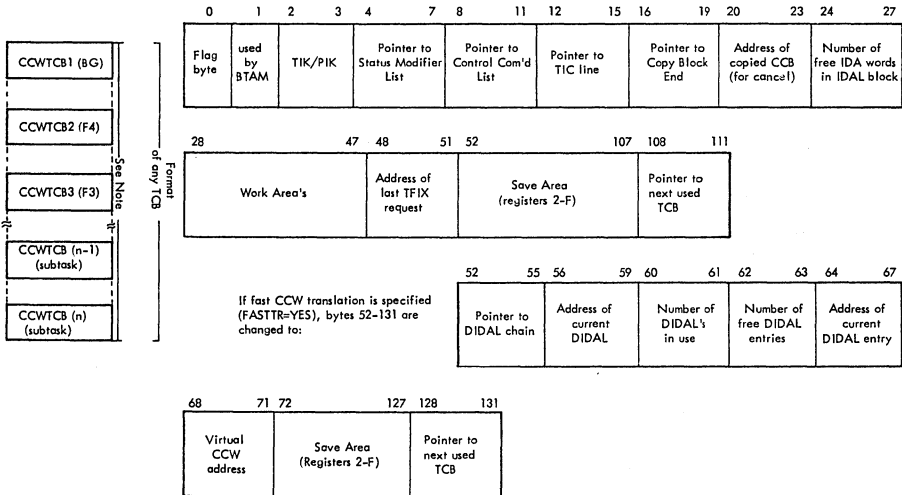 0 1 2 3 4 7 8 11 12 15 16 19 20 23 24 27
CCWTCB1 (BG)
CCWTCB2 (F4)
CCWTCB3 (F3)
CCWTCB (n-1)
(subtask)
CCWTCB (n)
(subtask)
See Note
Format
of any TCB
Flag
byte
used
by
BTAM
TIK/PIK
Pointer to
Status Modifier
List
Pointer to
Control Com'd
List
Pointer to
TIC line
Pointer to
Copy Block
End
Address of
copied CCB
(for cancel)
Number of
free IDA words
in IDAL block
28 47 48 51 52 107 108 111
Work Area's
Address of
last TFIX
request
Save Area
(registers 2-F)
Pointer to
next used
TCB
If fast CCW translation is specified
(FASTTR=YES), bytes 52-131 are
changed to:
52 55 56 59 60 61 62 63 64 67
Pointer to
DIDAL chain
Address of
current
DIDAL
Number of
DIDAL's
in use
Number of
free DIDAL
entries
Address of
current
DIDAL entry
68 71 72 127 128 131
Virtual
CCW
address
Save Area
(Registers 2-F)
Pointer to
next used
TCB